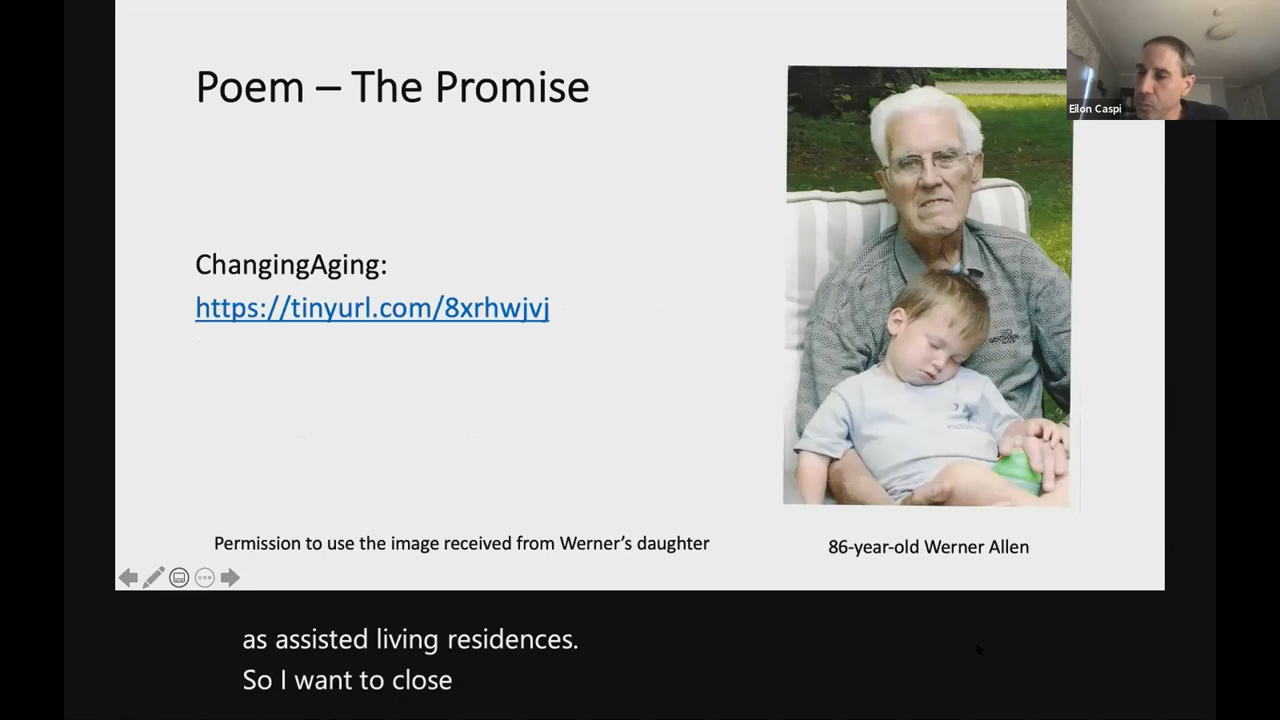 Poem – The Promise
Eilon Caspi
ChangingAging:
https://tinyurl.com/8xrhwjvj
Permission to use the image received from Werner’s daughter
86-year-old Werner Allen
as assisted living residences.
So I want to close